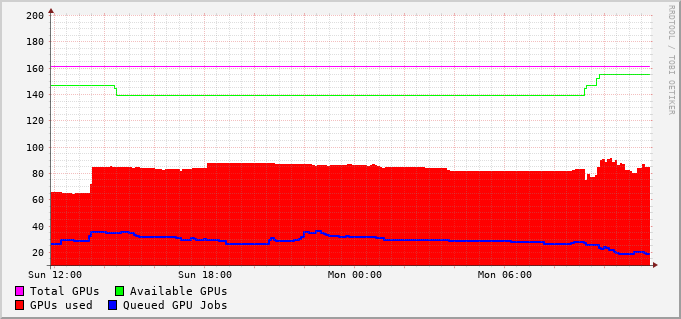 200
180
160
140
120
100
80
60
40
20
Sun 12:00 Sun 18:00 Mon 00:00 Mon 06:00
Total GPUs Available GPUs
GPUs used Queued GPU Jobs
RRDTOOL / TOBI OETIKER